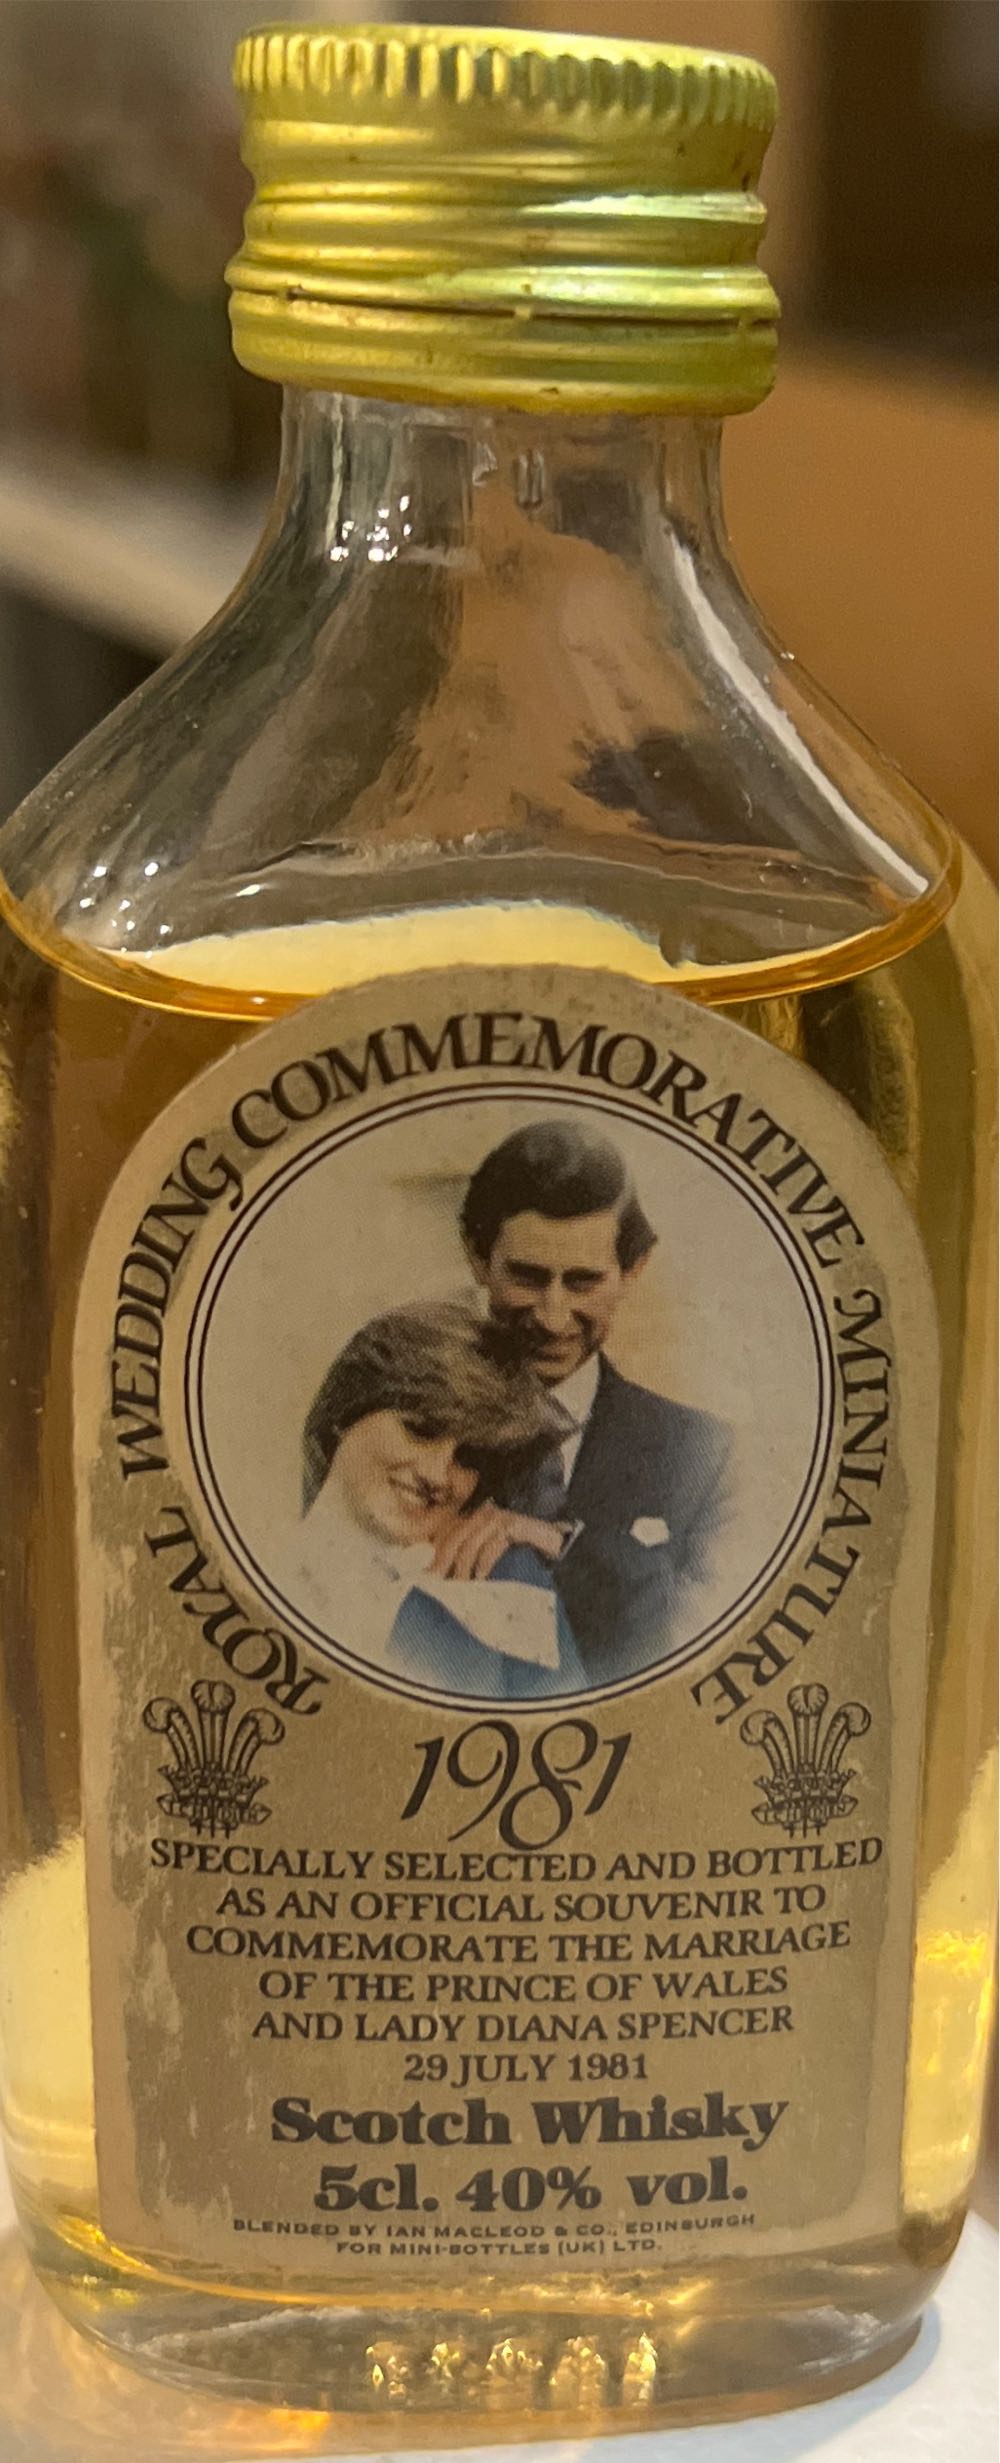 ROYAL WEDDING COMMEMORATIVE MINIATURE
1981
SPECIALLY SELECTED AND BOTTLED
AS AN OFFICIAL SOUVENIR TO
COMMEMORATE THE MARRIAGE
OF THE PRINCE OF WALES
AND LADY DIANA SPENCER
29 JULY 1981
Scotch Whisky
5cl. 40% vol.
BLENDED BY IAN MACLEOD & CO., EDINBURGH
FOR MINI-BOTTLES (UK) LTD.